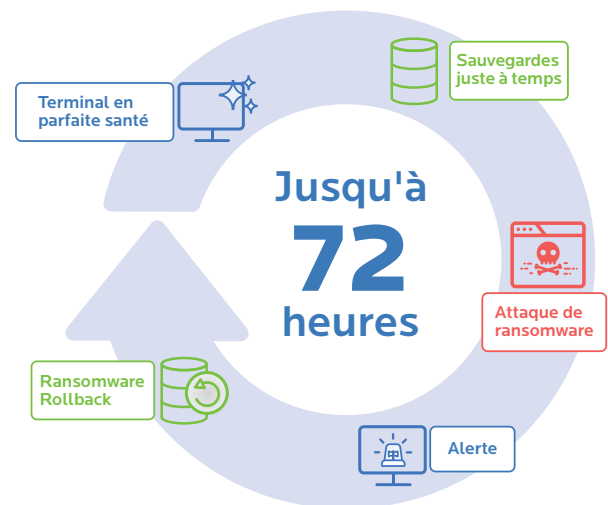 Terminal en
parfaite santé
Sauvegardes
juste à temps
Jusqu'à
72
heures
Attaque de
ransomware
Alerte
Ransomware
Rollback